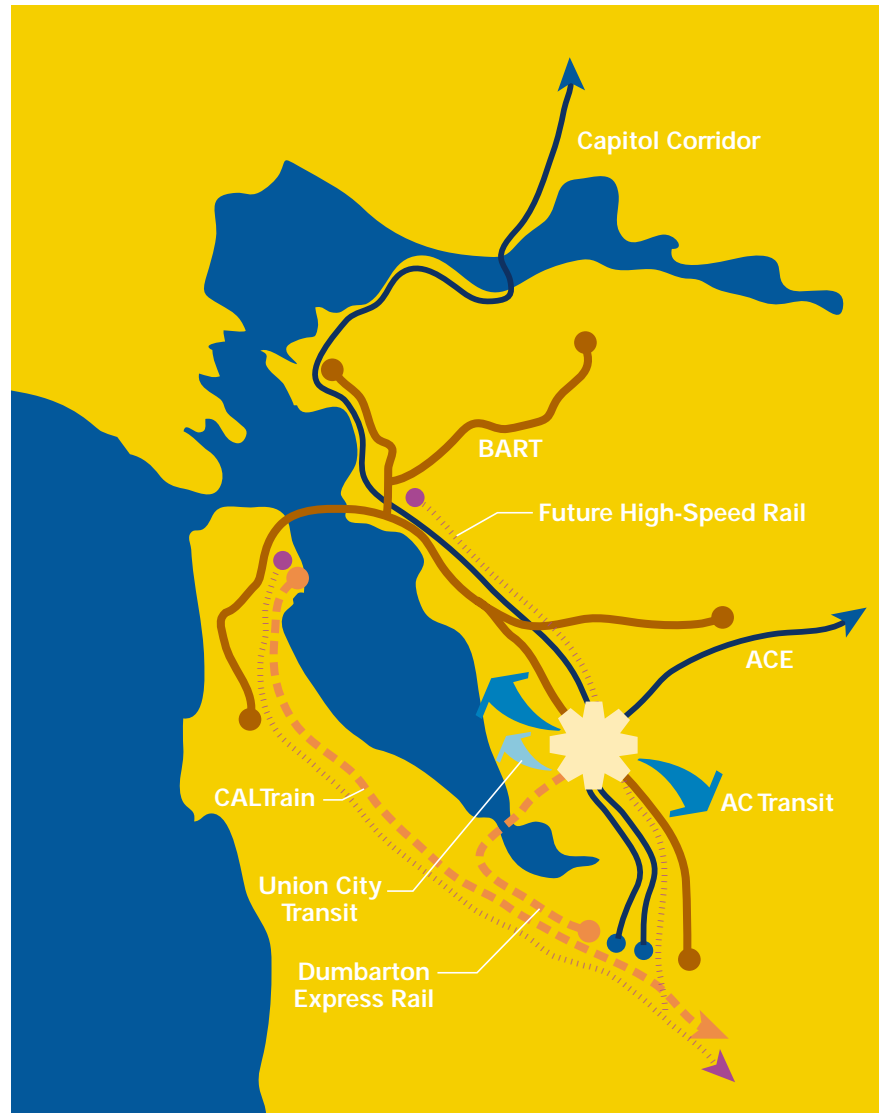 Capitol Corridor
BART
Future High-Speed Rail
ACE
CALTrain
AC Transit
Union City
Transit
Dumbarton
Express Rail